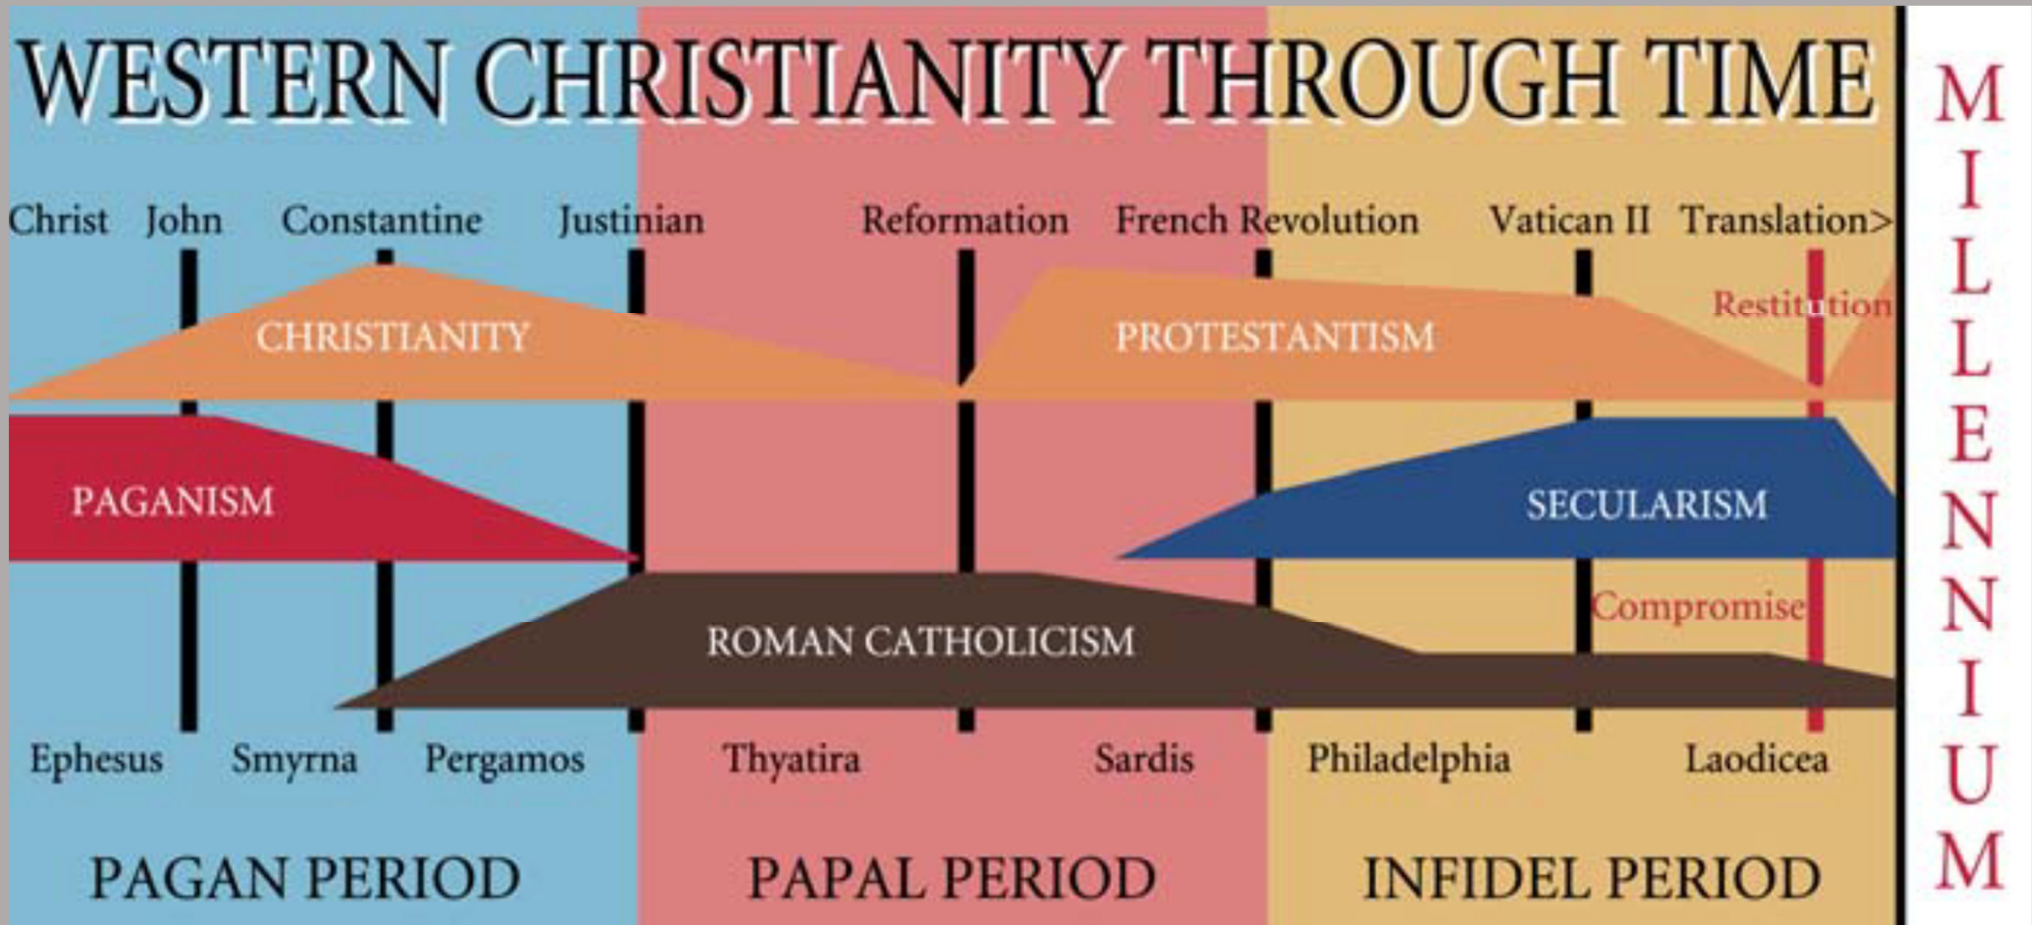 WESTERN CHRISTIANITY THROUGH TIME
Christ John Constantine Justinian Reformation French Revolution Vatican II Translation>
Restitution
CHRISTIANITY PROTESTANTISM
PAGANISM SECULARISM
Compromise
ROMAN CATHOLICISM
Ephesus Smyrna Pergamos Thyatira Sardis Philadelphia Laodicea
PAGAN PERIOD PAPAL PERIOD INFIDEL PERIOD
MILLENNIUM